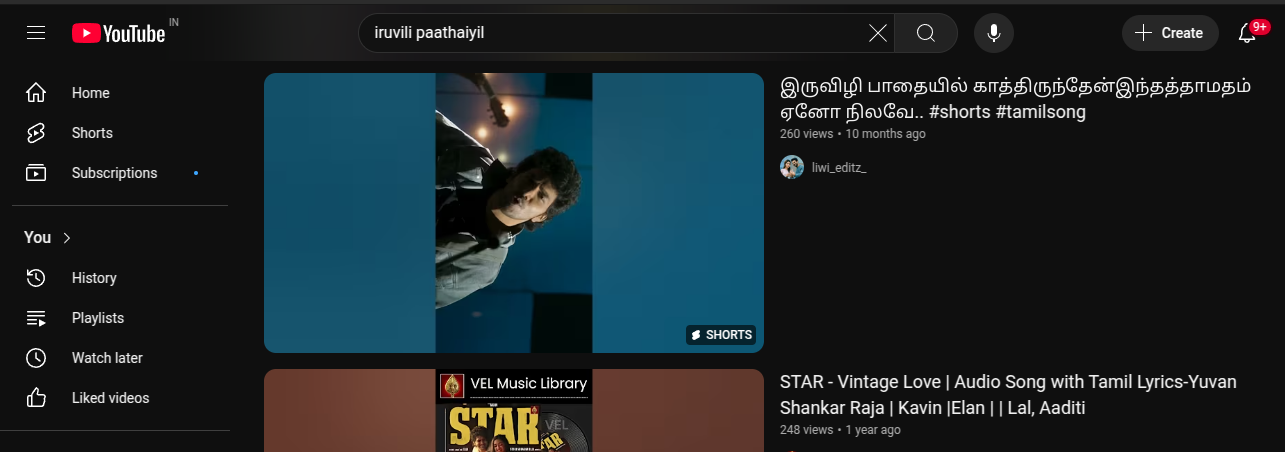 YouTube IN
iruvili paathaiyil
Create
9+
Home
Shorts
Subscriptions
You
History
Playlists
Watch later
Liked videos
SHORTS
இருவிழி பாதையில் காத்திருந்தேன்இந்தத்தாமதம்
ஏனோ நிலவே.. #shorts #tamilsong
260 views • 10 months ago
liwi_editz_
VEL Music Library
STAR
VEL
STAR
STAR - Vintage Love | Audio Song with Tamil Lyrics-Yuvan
Shankar Raja | Kavin |Elan | | Lal, Aaditi
248 views • 1 year ago